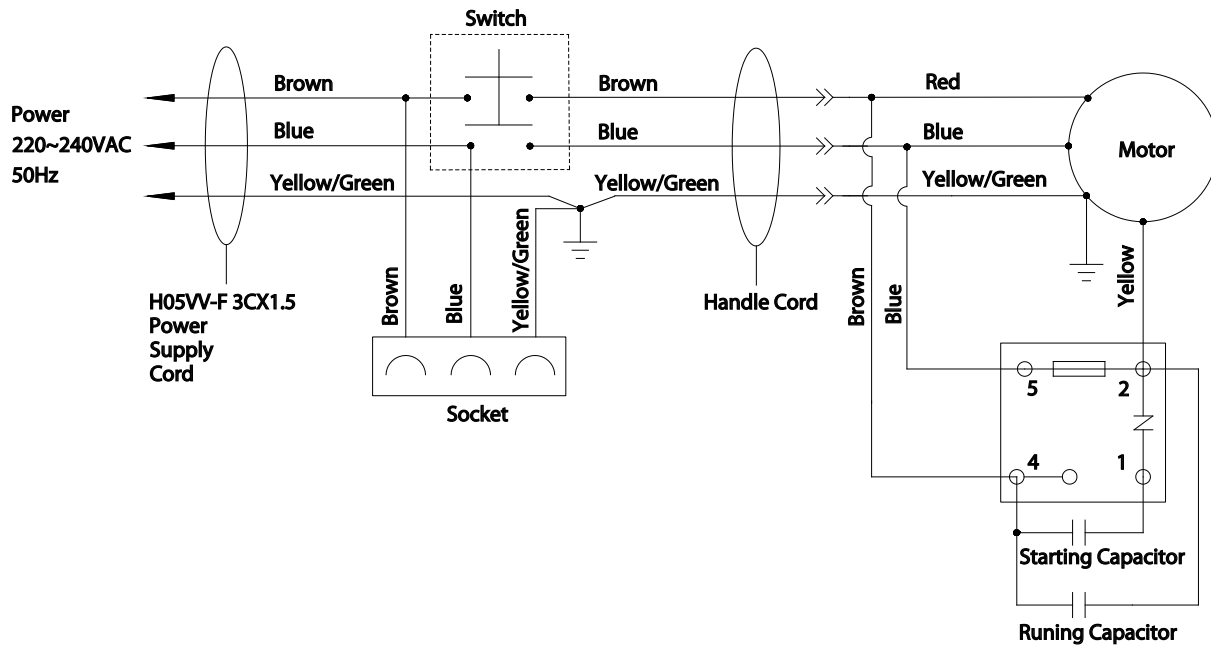 Switch
Brown
Brown
Red
Power
220~240VAC
50Hz
Blue
Blue
Blue
Motor
Yellow/Green
Yellow/Green
Yellow/Green
Brown
Blue
Yellow/Green
Brown
Blue
Yellow
H05VV-F 3CX1.5
Power
Supply
Cord
Handle Cord
Socket
5
2
4
1
Starting Capacitor
Runing Capacitor